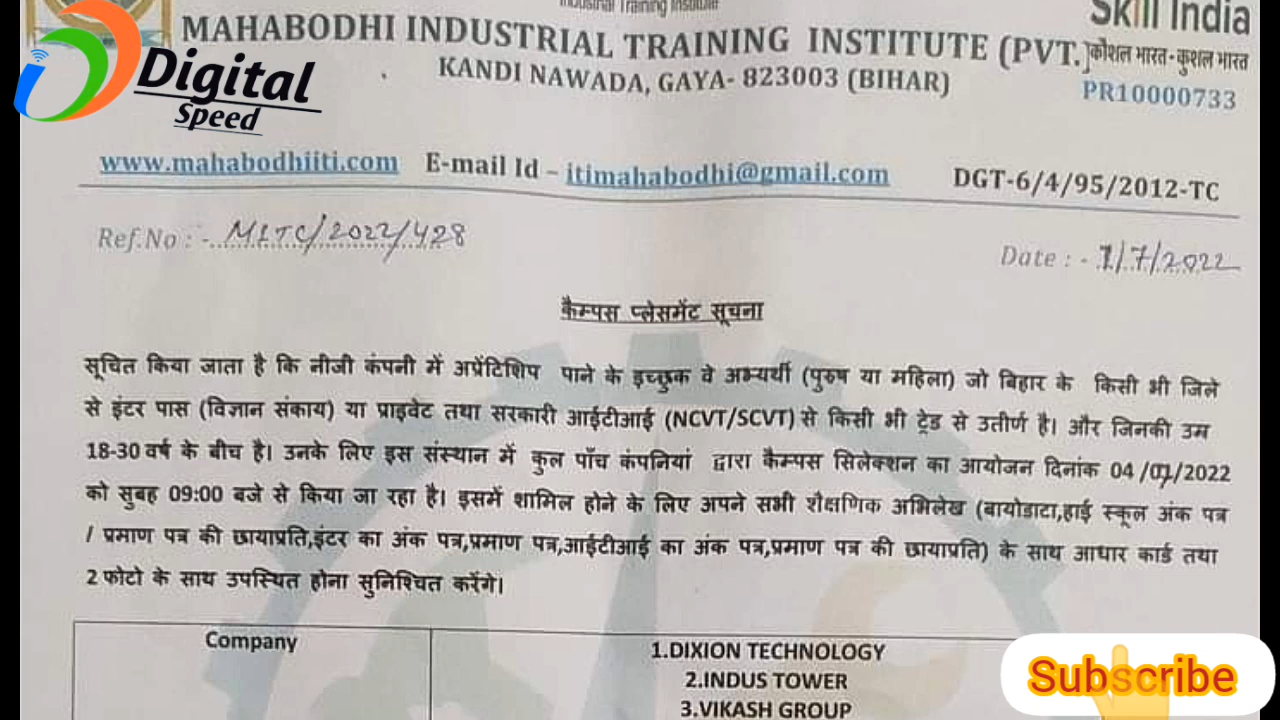 Industrial Training Institute
Skill India
MAHABODHI INDUSTRIAL TRAINING INSTITUTE (PVT.)
कौशल भारत-कुशल भारत
Digital
Speed
KANDI NAWADA, GAYA- 823003 (BIHAR)
PR10000733
www.mahabodhiiti.com E-mail Id – itimahabodhi@gmail.com DGT-6/4/95/2012-TC
Ref.No : - MITC/2022/428
Date : - 1/7/2022
कैम्पस प्लेसमेंट सूचना
सूचित किया जाता है कि नीजी कंपनी में अप्रेंटिशिप पाने के इच्छुक वे अभ्यर्थी (पुरुष या महिला) जो बिहार के किसी भी जिले
से इंटर पास (विज्ञान संकाय) या प्राइवेट तथा सरकारी आईटीआई (NCVT/SCVT) से किसी भी ट्रेड से उतीर्ण है। और जिनकी उम
18-30 वर्ष के बीच है। उनके लिए इस संस्थान में कुल पाँच कंपनियां द्वारा कैम्पस सिलेक्शन का आयोजन दिनांक 04 /07/2022
को सुबह 09:00 बजे से किया जा रहा है। इसमें शामिल होने के लिए अपने सभी शैक्षणिक अभिलेख (बायोडाटा,हाई स्कूल अंक पत्र
/ प्रमाण पत्र की छायाप्रति,इंटर का अंक पत्र,प्रमाण पत्र,आईटीआई का अंक पत्र,प्रमाण पत्र की छायाप्रति) के साथ आधार कार्ड तथा
2 फोटो के साथ उपस्थित होना सुनिश्चित करेंगे।
Company
1.DIXION TECHNOLOGY
2.INDUS TOWER
3.VIKASH GROUP
Subscribe